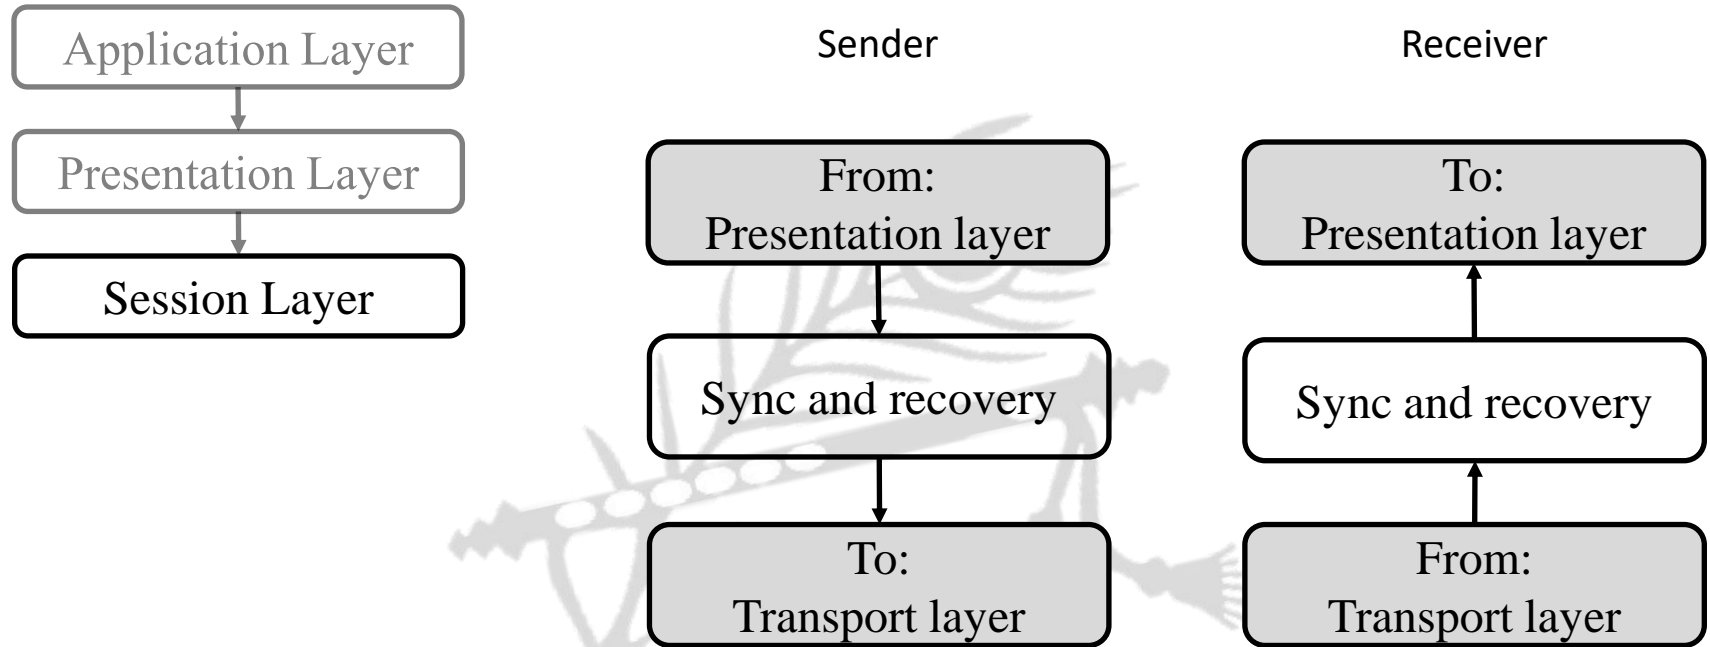 Application Layer
Presentation Layer
Session Layer
Sender
From:
Presentation layer
Sync and recovery
To:
Transport layer
Receiver
To:
Presentation layer
Sync and recovery
From:
Transport layer